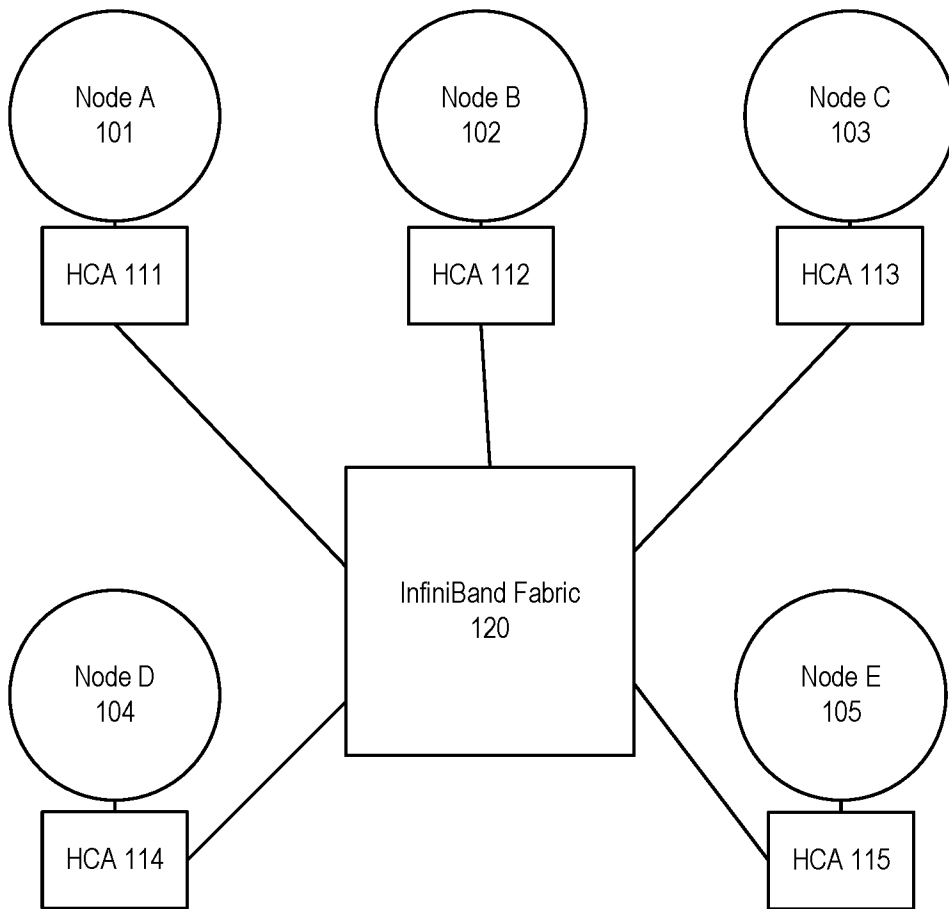 Node A
101
Node B
102
Node C
103
HCA 111
HCA 112
HCA 113
InfiniBand Fabric
120
Node D
104
Node E
105
HCA 114
HCA 115